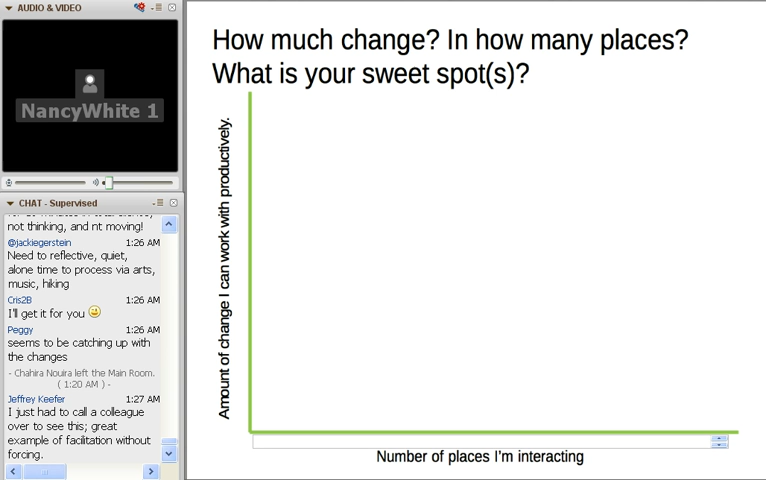 AUDIO & VIDEO
NancyWhite 1
CHAT - Supervised
not thinking, and nt moving!
@jackiegerstein 1:26 AM
Need to reflective, quiet,
alone time to process via arts,
music, hiking
Cris2B 1:26 AM
I'll get it for you
Peggy 1:26 AM
seems to be catching up with
the changes
- Chahira Nouira left the Main Room.
( 1:20 AM ) -
Jeffrey Keefer 1:27 AM
I just had to call a colleague
over to see this; great
example of facilitation without
forcing.
How much change? In how many places?
What is your sweet spot(s)?
Amount of change I can work with productively.
Number of places I'm interacting